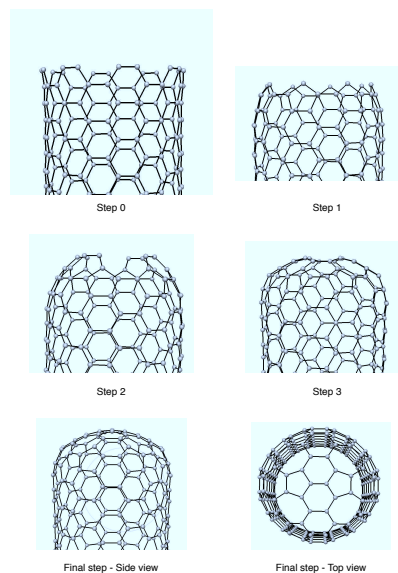 Step 0
Step 1
Step 2
Step 3
Final step - Side view
Final step - Top view